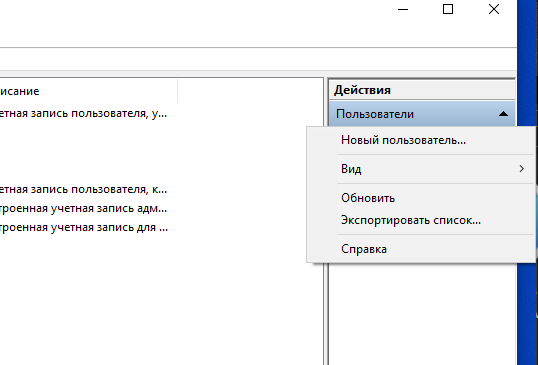 писание
Действия
етная запись пользователя, у...
Пользователи
Новый пользователь...
Вид
етная запись пользователя, к...
Обновить
троенная учетная запись адм...
Экспортировать список...
троенная учетная запись для ...
Справка